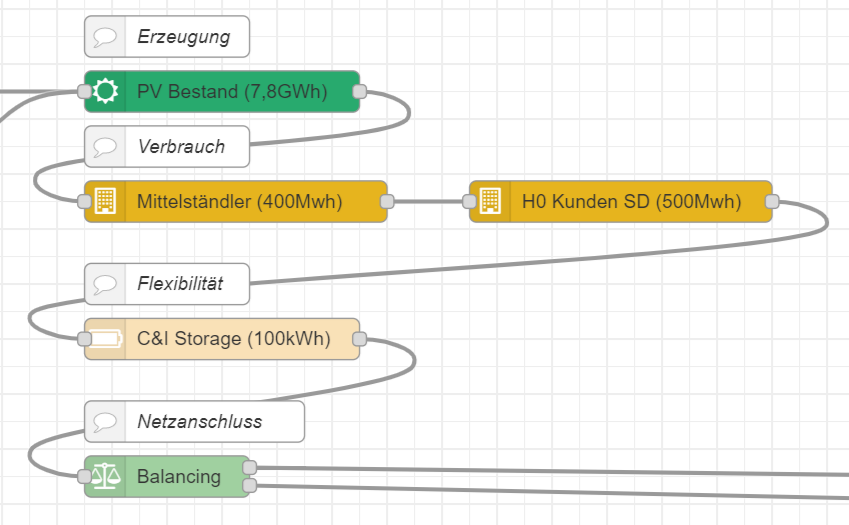 Erzeugung
PV Bestand (7,8GWh)
Verbrauch
Mittelständler (400Mwh)
H0 Kunden SD (500Mwh)
Flexibilität
C&I Storage (100kWh)
Netzanschluss
Balancing